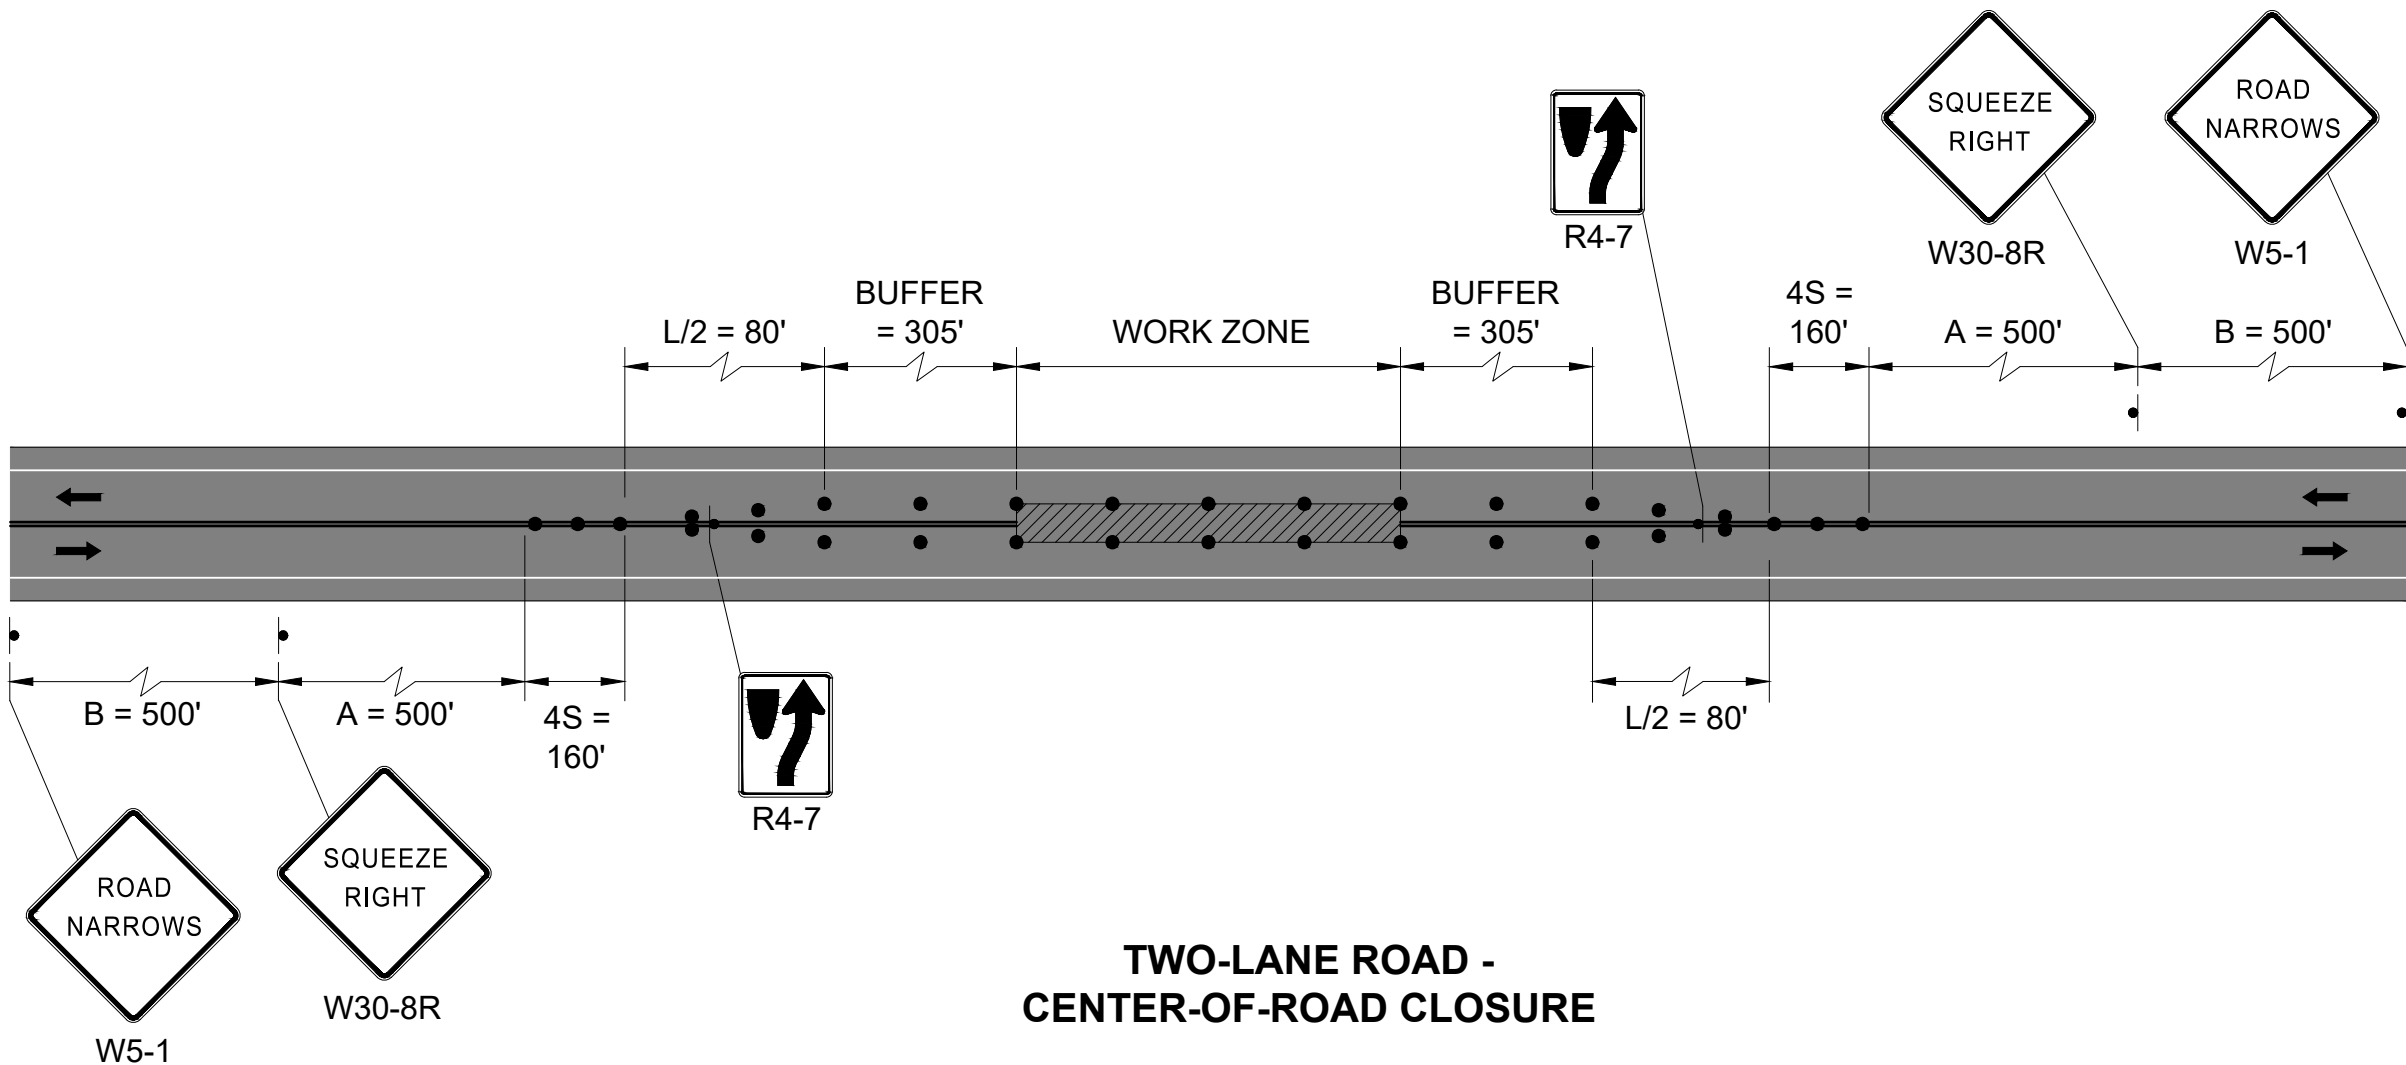 SQUEEZE
RIGHT
W30-8R
ROAD
NARROWS
W5-1
R4-7
L/2 = 80'
BUFFER
= 305'
WORK ZONE
BUFFER
= 305'
4S =
160'
A = 500'
B = 500'
B = 500'
A = 500'
4S =
160'
L/2 = 80'
R4-7
ROAD
NARROWS
W5-1
SQUEEZE
RIGHT
W30-8R
TWO-LANE ROAD -
CENTER-OF-ROAD CLOSURE